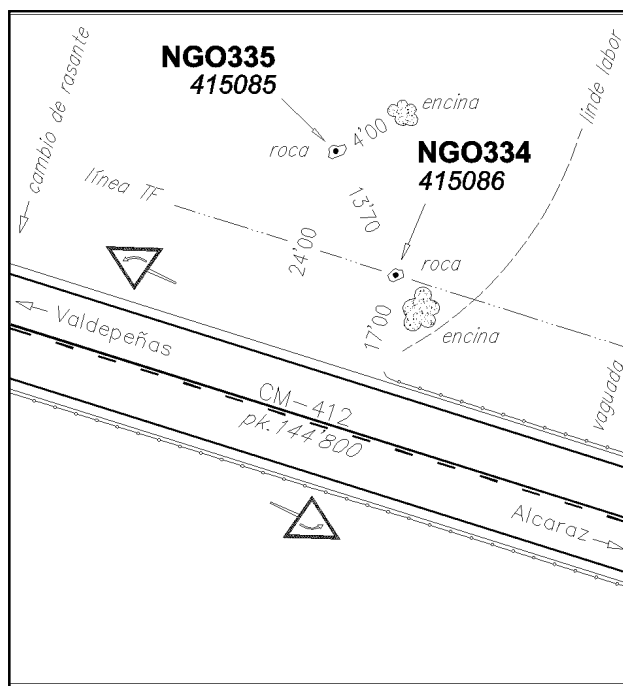 NGO335
415085
cambio de rasante
encina
linde labor
roca
4'00
NGO334
415086
línea TF
13'70
24'00
roca
17'00
encina
Valdepeñas
CM-412
pk.144'800
vaguada
Alcaraz